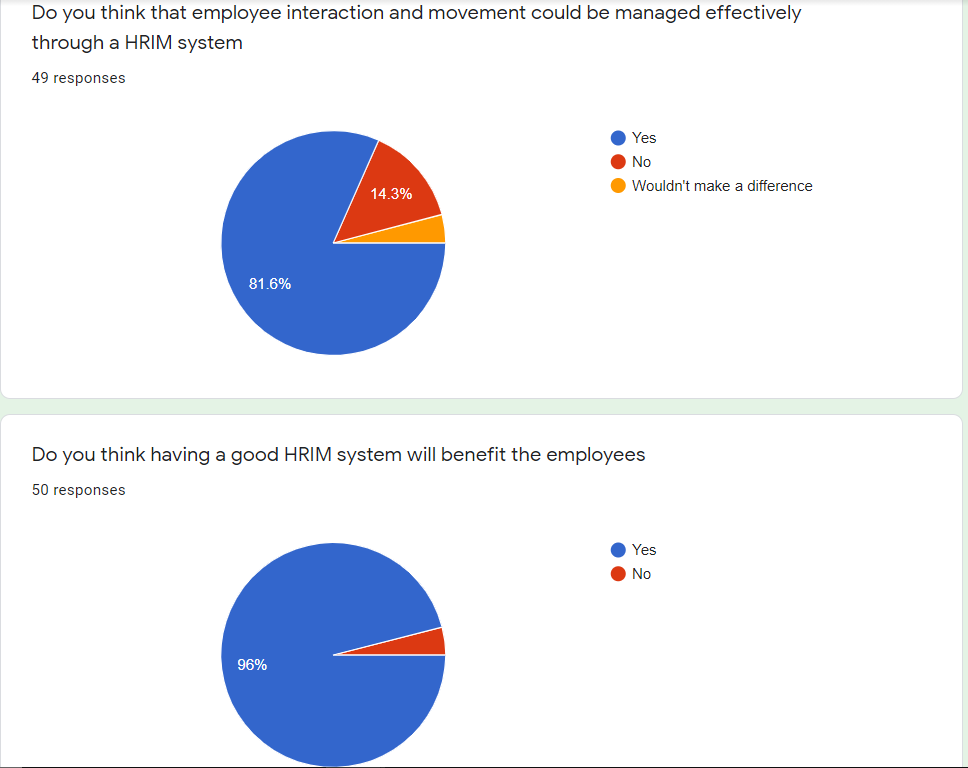 Do you think that employee interaction and movement could be managed effectively
through a HRIM system
49 responses
Yes
No
Wouldn't make a difference
14.3%
81.6%
Do you think having a good HRIM system will benefit the employees
50 responses
Yes
No
96%